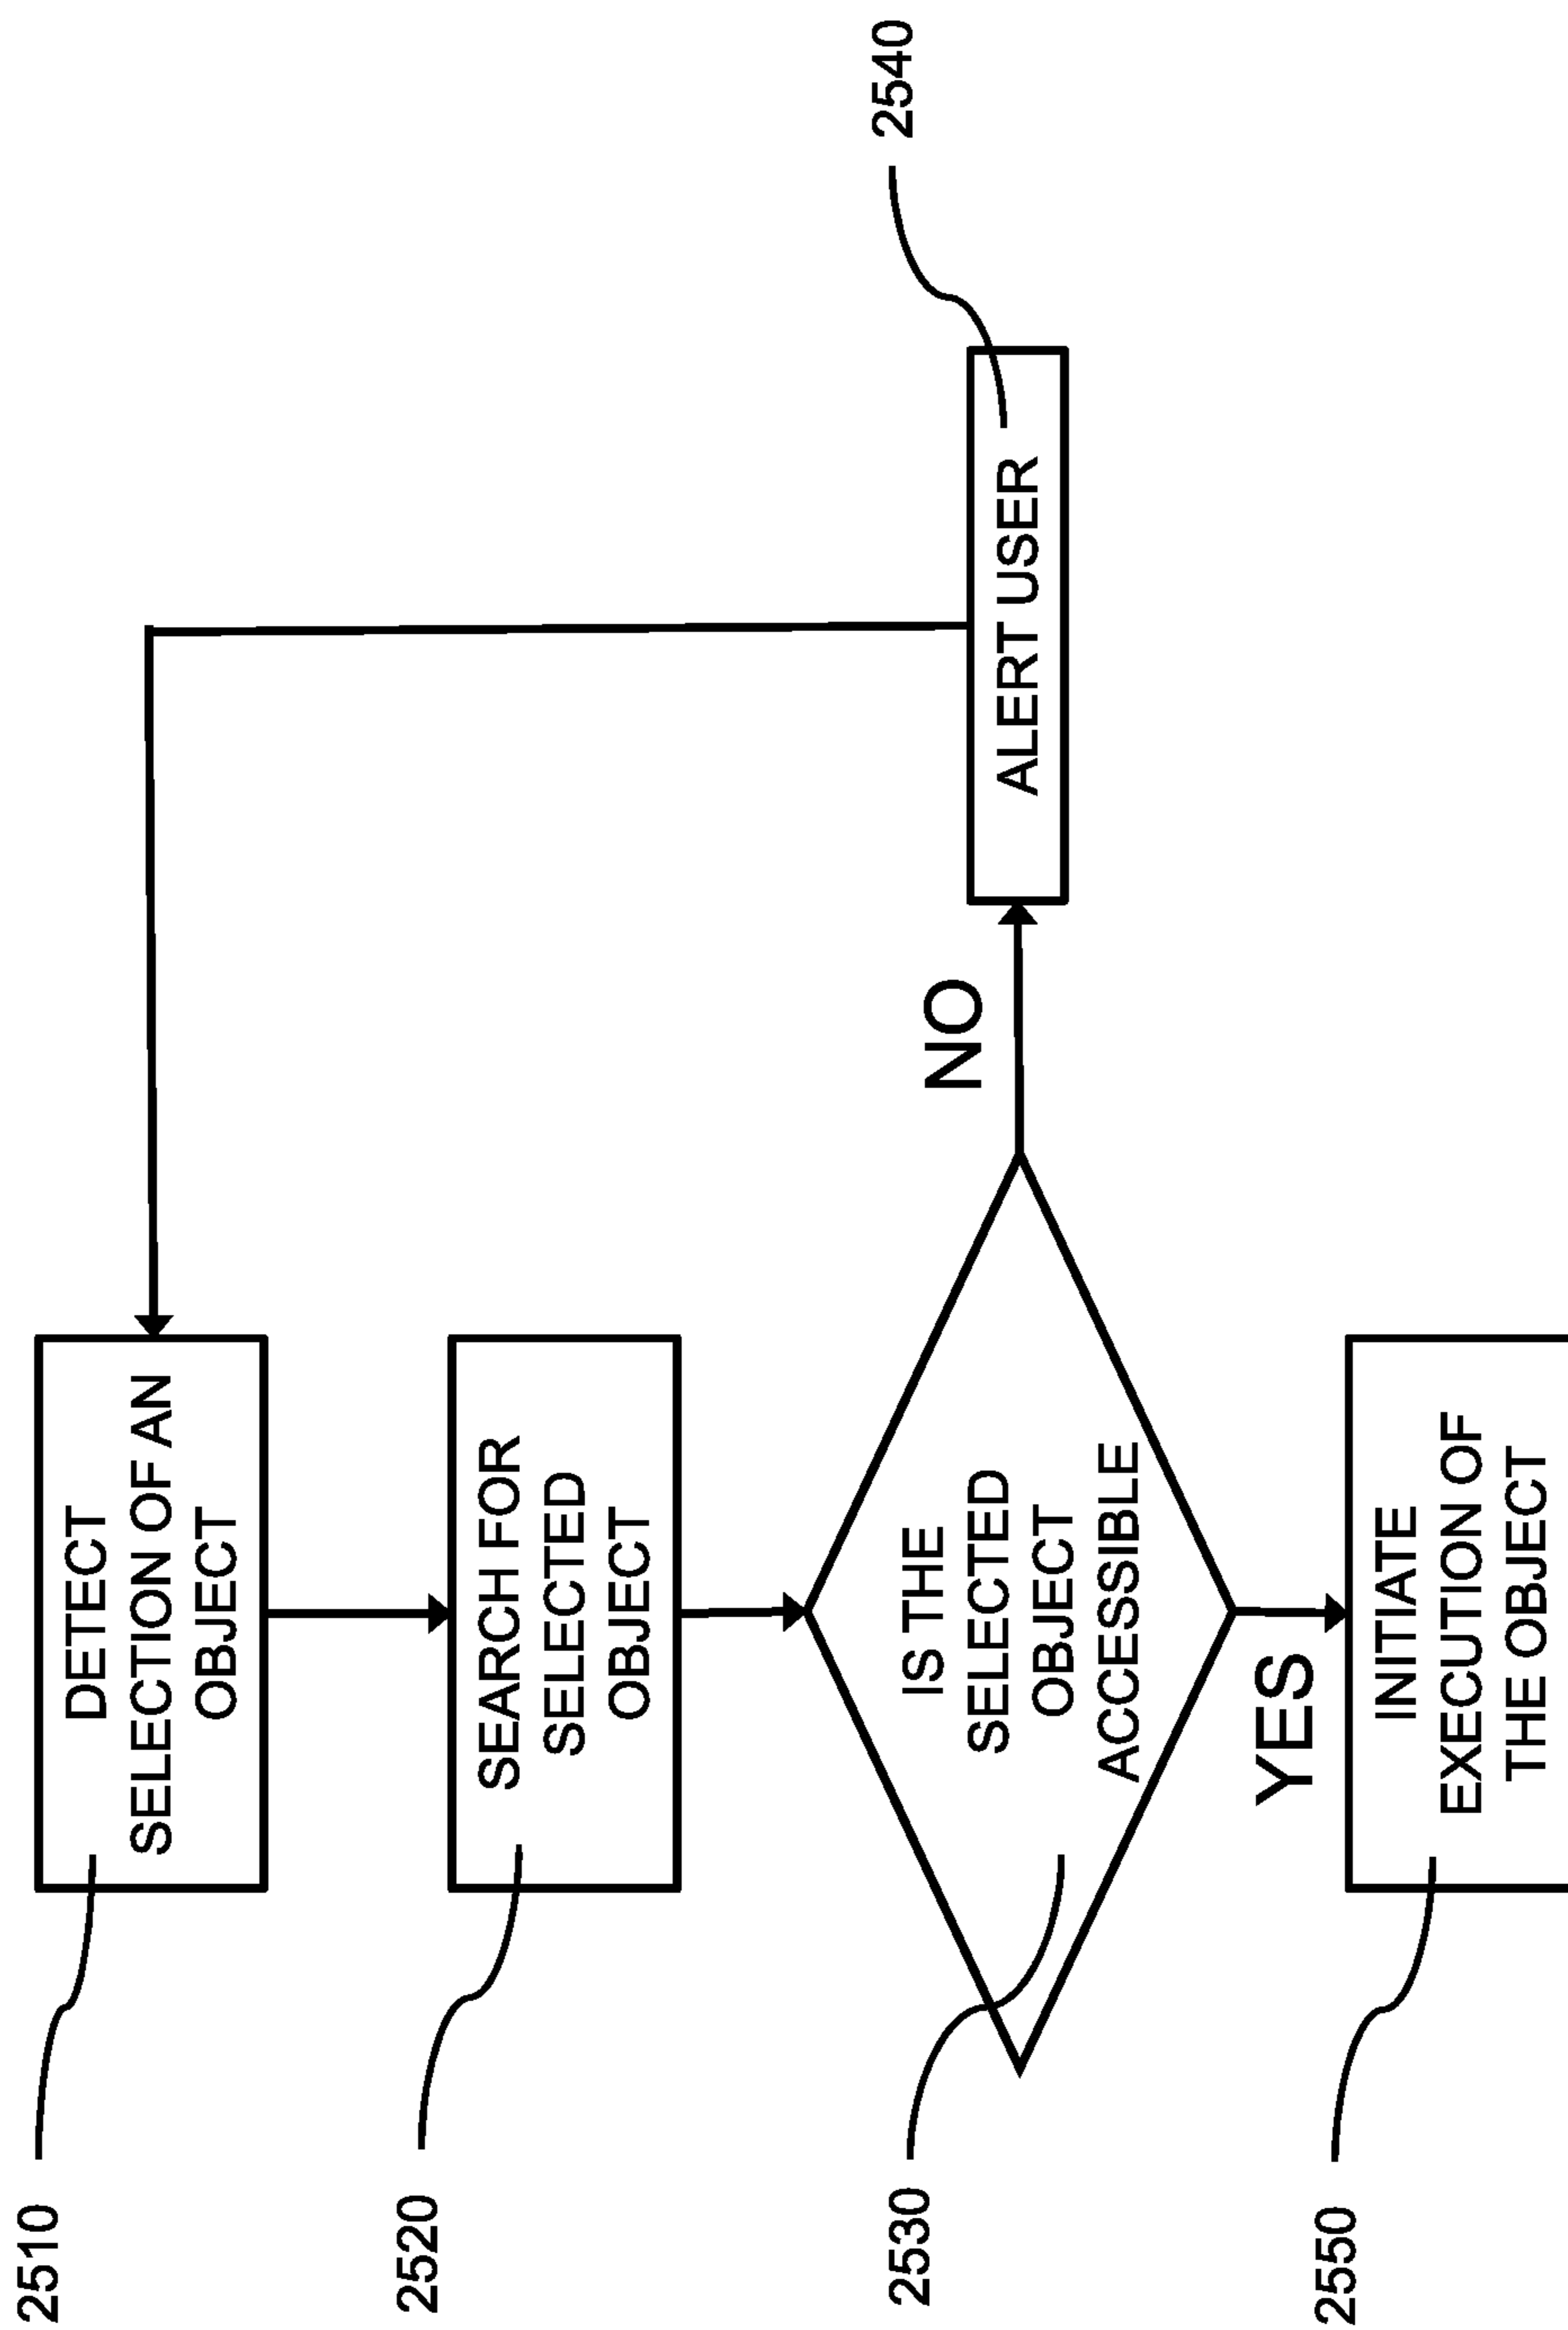 2510
DETECT
SELECTION OF AN
OBJECT
2520
SEARCH FOR
SELECTED
OBJECT
2530
IS THE
SELECTED
OBJECT
ACCESSIBLE
NO
2540
ALERT USER
YES
2550
INITIATE
EXECUTION OF
THE OBJECT